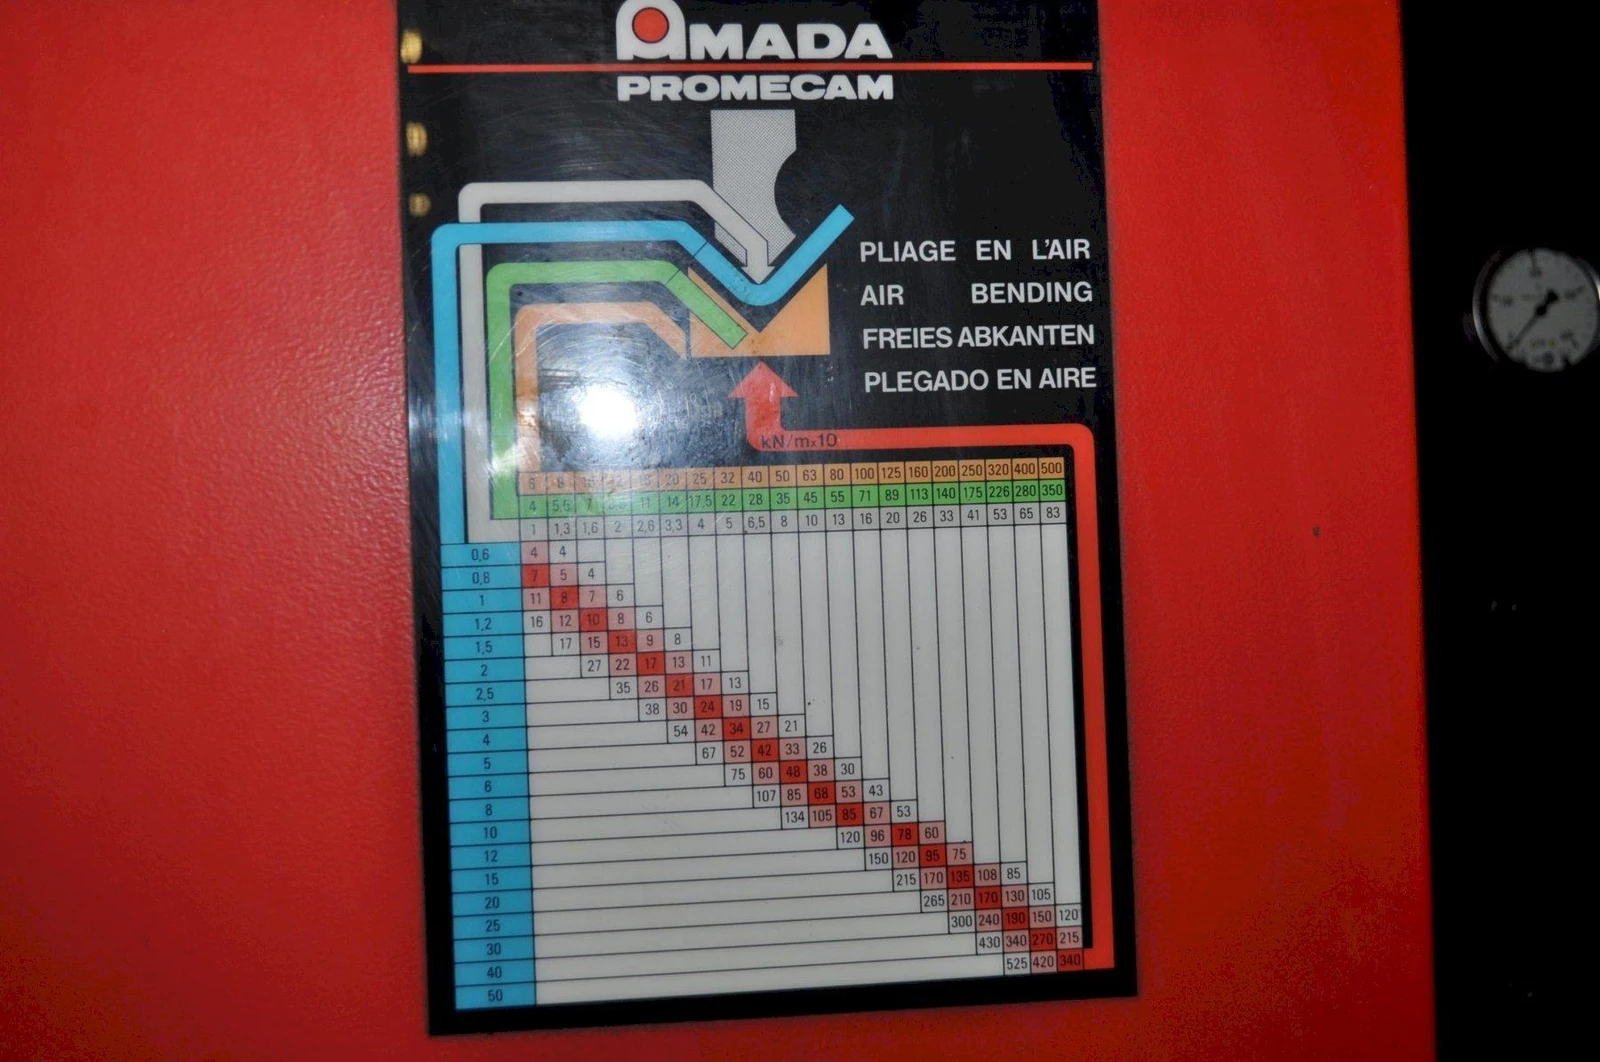 AMADA
PROMECAM
PLIAGE EN L'AIR
AIR BENDING
FREIES ABKANTEN
PLEGADO EN AIRE
kN/mx10
6 8 20 25 32 40 50 63 80 100 125 160 200 250 320 400 500
4 5,5 7 11 14 17,5 22 28 35 45 55 71 89 113 140 175 226 280 350
1 1,3 1,6 2 2,6 3,3 4 5 6,5 8 10 13 16 20 26 33 41 53 65 83
0,6 4 4
0,8 7 5 4
1 11 8 7 6
1,2 16 12 10 8 6
1,5 17 15 13 9 8
2 27 22 17 13 11
2,5 35 26 21 17 13
3 38 30 24 19 15
4 54 42 34 27 21
5 67 52 42 33 26
6 75 60 48 38 30
8 107 85 68 53 43
10 134 105 85 67 53
12 120 96 78 60
15 150 120 95 75
20 215 170 135 108 85
25 265 210 170 130 105
30 300 240 190 150 120
40 430 340 270 215
50 525 420 340